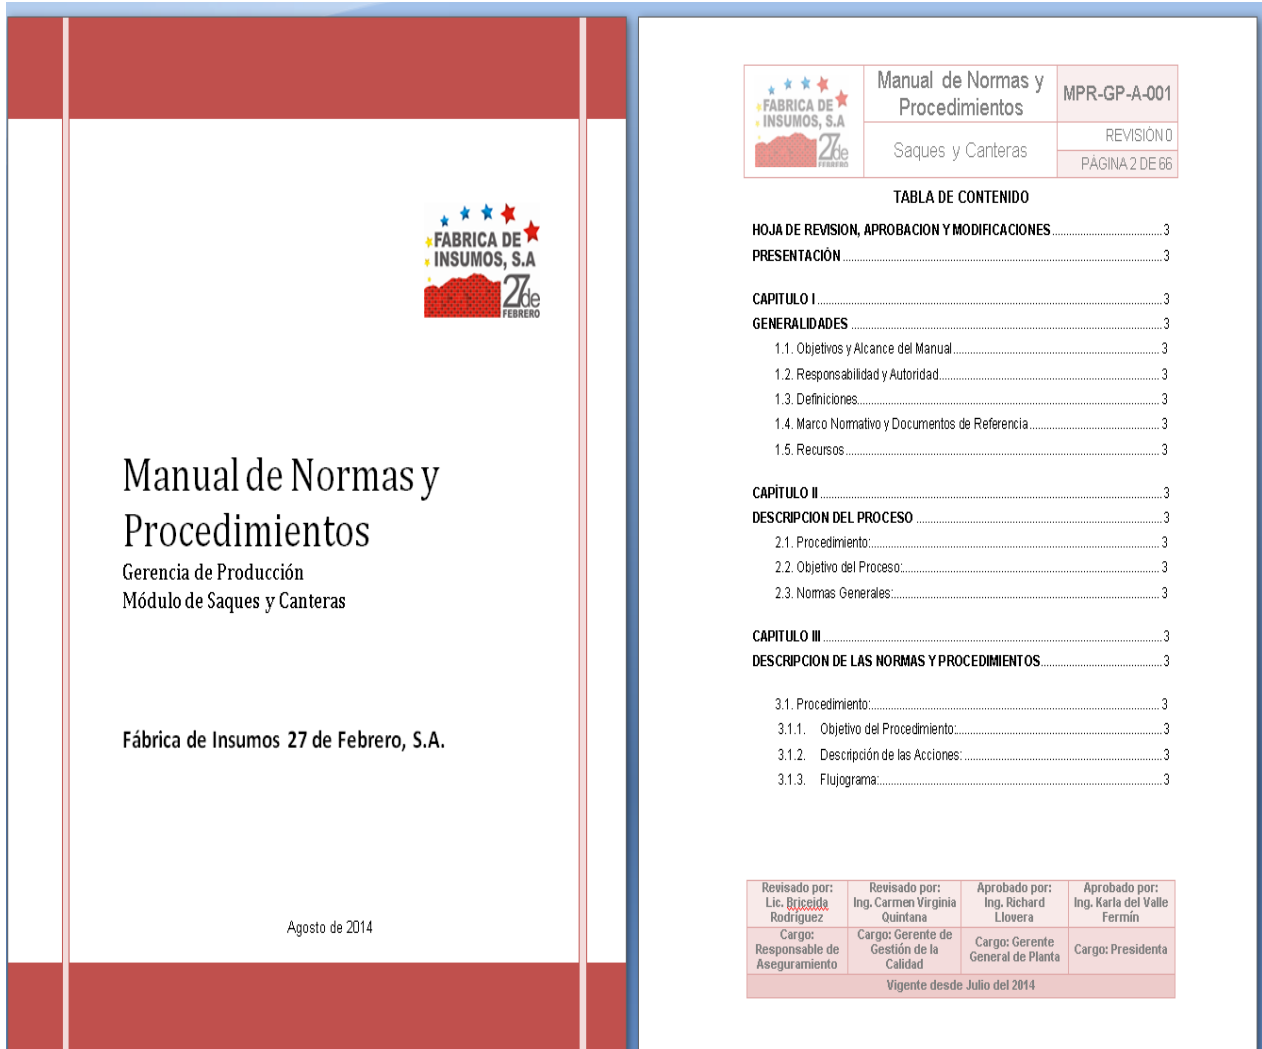 FABRICA DE
INSUMOS, S.A
27de
FEBRERO
Manual de Normas y
Procedimientos
Gerencia de Producción
Módulo de Saques y Canteras
Fábrica de Insumos 27 de Febrero, S.A.
Agosto de 2014
FABRICA DE
INSUMOS, S.A
27de
FEBRERO
Manual de Normas y
Procedimientos
MPR-GP-A-001
Saques y Canteras
REVISIÓN 0
PÁGINA 2 DE 66
TABLA DE CONTENIDO
HOJA DE REVISION, APROBACION Y MODIFICACIONES 3
PRESENTACIÓN 3
CAPITULO I 3
GENERALIDADES 3
1.1. Objetivos y Alcance del Manual 3
1.2. Responsabilidad y Autoridad 3
1.3. Definiciones 3
1.4. Marco Normativo y Documentos de Referencia 3
1.5. Recursos 3
CAPÍTULO II 3
DESCRIPCION DEL PROCESO 3
2.1. Procedimiento: 3
2.2. Objetivo del Proceso: 3
2.3. Normas Generales: 3
CAPITULO III 3
DESCRIPCION DE LAS NORMAS Y PROCEDIMIENTOS 3
3.1. Procedimiento: 3
3.1.1. Objetivo del Procedimiento: 3
3.1.2. Descripción de las Acciones: 3
3.1.3. Flujograma: 3
Revisado por:
Lic. Briceida
Rodríguez
Revisado por:
Ing. Carmen Virginia
Quintana
Aprobado por:
Ing. Richard
Llovera
Aprobado por:
Ing. Karla del Valle
Fermín
Cargo:
Responsable de
Aseguramiento
Cargo: Gerente de
Gestión de la
Calidad
Cargo: Gerente
General de Planta
Cargo: Presidenta
Vigente desde Julio del 2014